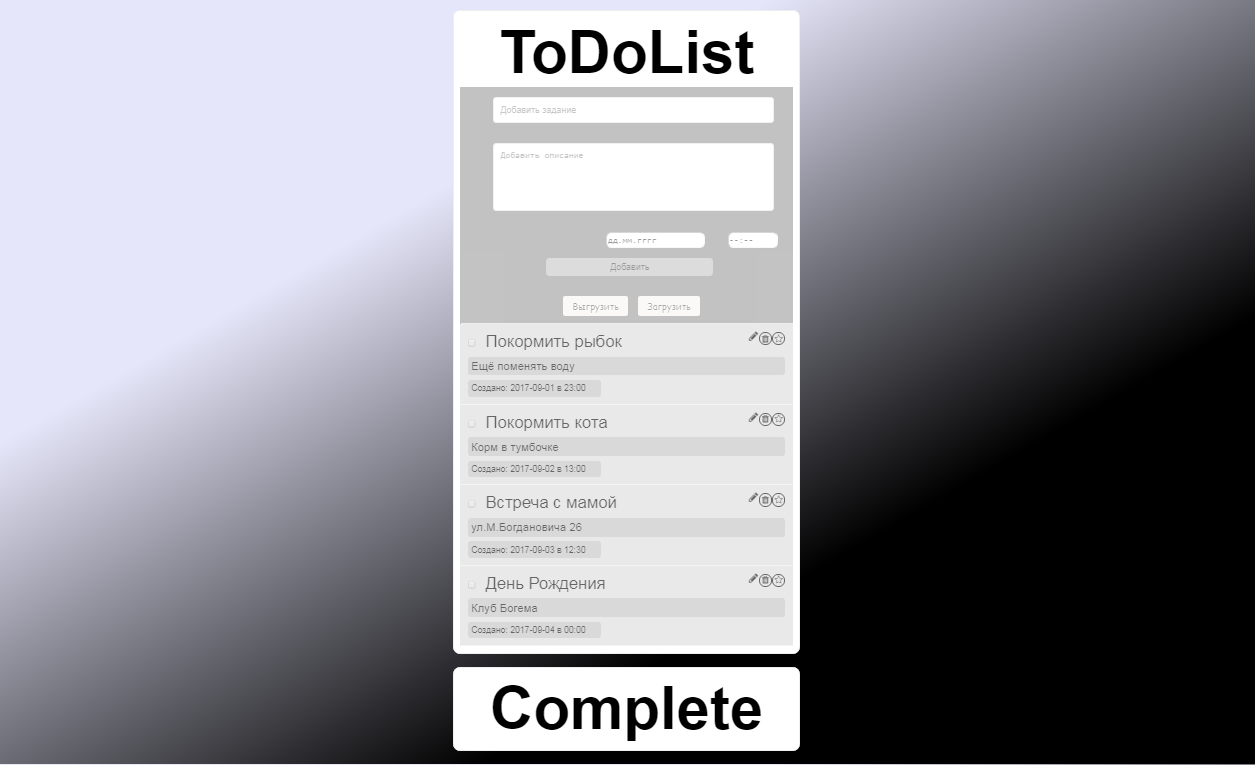 ToDoList
Добавить задание
Добавить описание
дд.мм.гггг --:--
Добавить
Выгрузить Загрузить
Покормить рыбок
Ещё поменять воду
Создано: 2017-09-01 в 23:00
Покормить кота
Корм в тумбочке
Создано: 2017-09-02 в 13:00
Встреча с мамой
ул.М.Богдановича 26
Создано: 2017-09-03 в 12:30
День Рождения
Клуб Богема
Создано: 2017-09-04 в 00:00
Complete